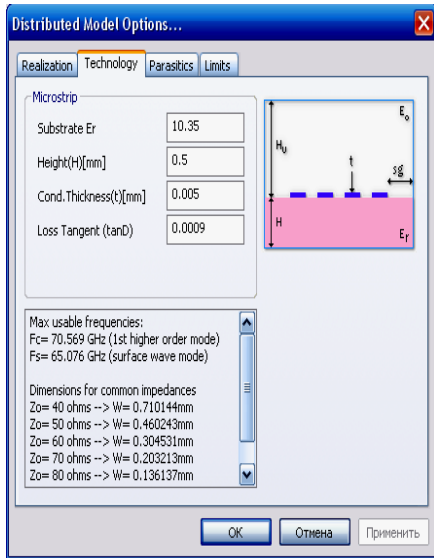 Distributed Model Options...
Realization Technology Parasitics Limits
Microstrip
Substrate Er 10.35
Height(H)[mm] 0.5
Cond.Thickness(t)[mm] 0.005
Loss Tangent (tanD) 0.0009
Eo
Hu
t
sg
H
Er
Max usable frequencies:
Fc= 70.569 GHz (1st higher order mode)
Fs= 65.076 GHz (surface wave mode)
Dimensions for common impedances
Zo= 40 ohms --> W= 0.710144mm
Zo= 50 ohms --> W= 0.460243mm
Zo= 60 ohms --> W= 0.304531mm
Zo= 70 ohms --> W= 0.203213mm
Zo= 80 ohms --> W= 0.136137mm
OK Отмена Применить